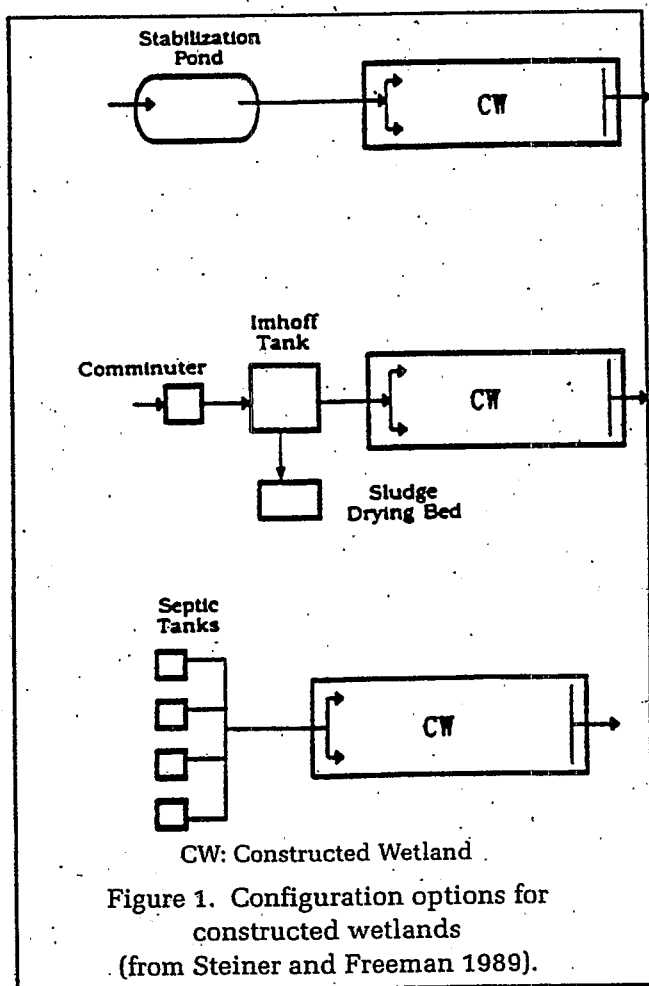 Stabilization
Pond
CW
Imhoff
Tank
Comminuter
CW
Sludge
Drying Bed
Septic
Tanks
CW
CW: Constructed Wetland
Figure 1. Configuration options for
constructed wetlands
(from Steiner and Freeman 1989).